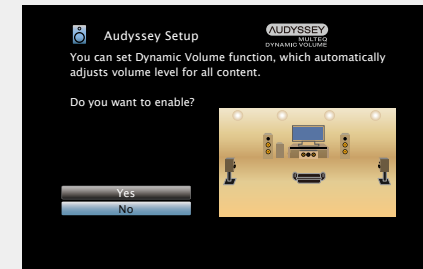 Audyssey Setup
AUDYSSEY
MULTEQ
DYNAMIC VOLUME
You can set Dynamic Volume function, which automatically
adjusts volume level for all content.
Do you want to enable?
Yes
No